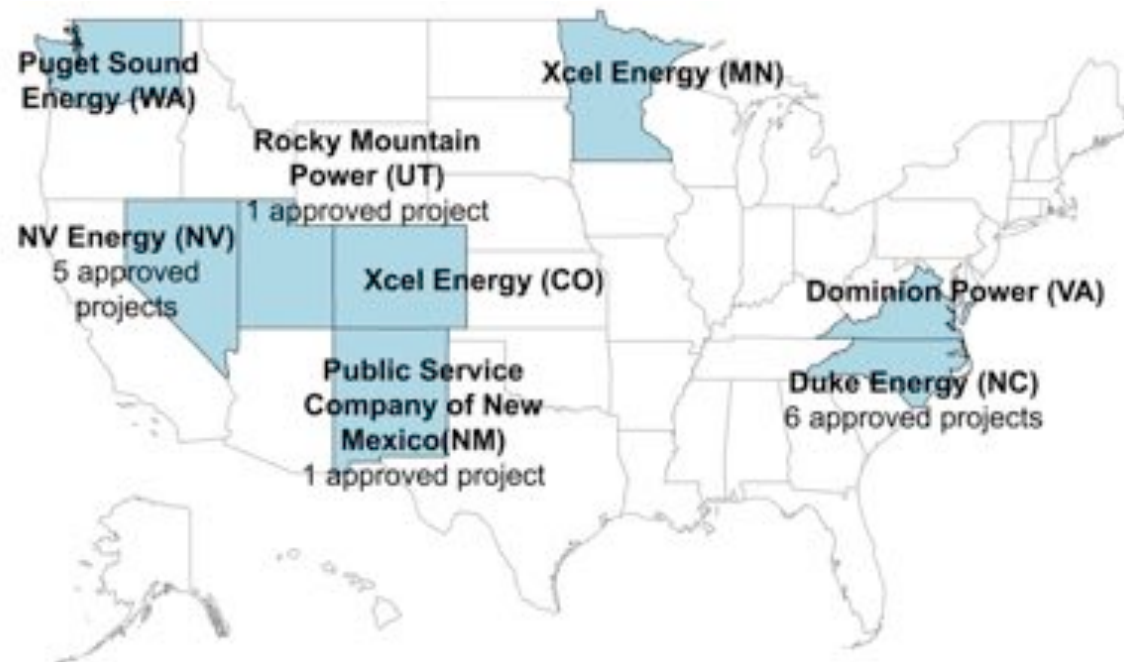 Puget Sound
Energy (WA)
Xcel Energy (MN)
Rocky Mountain
Power (UT)
1 approved project
NV Energy (NV)
5 approved
projects
Xcel Energy (CO)
Dominion Power (VA)
Public Service
Company of New
Mexico(NM)
1 approved project
Duke Energy (NC)
6 approved projects